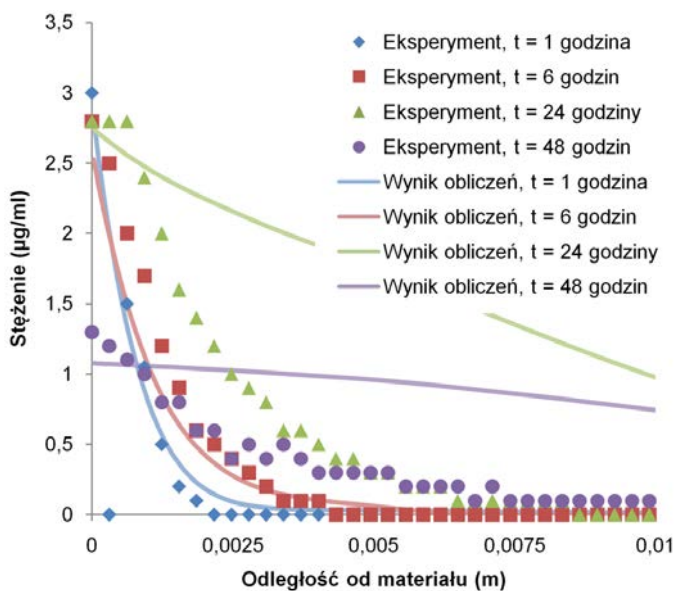 3,5
3
2,5
2
1,5
1
0,5
0
Stężenie (µg/ml)
Eksperyment, t = 1 godzina
Eksperyment, t = 6 godzin
Eksperyment, t = 24 godziny
Eksperyment, t = 48 godzin
Wynik obliczeń, t = 1 godzina
Wynik obliczeń, t = 6 godzin
Wynik obliczeń, t = 24 godziny
Wynik obliczeń, t = 48 godzin
0 0,0025 0,005 0,0075 0,01
Odległość od materiału (m)